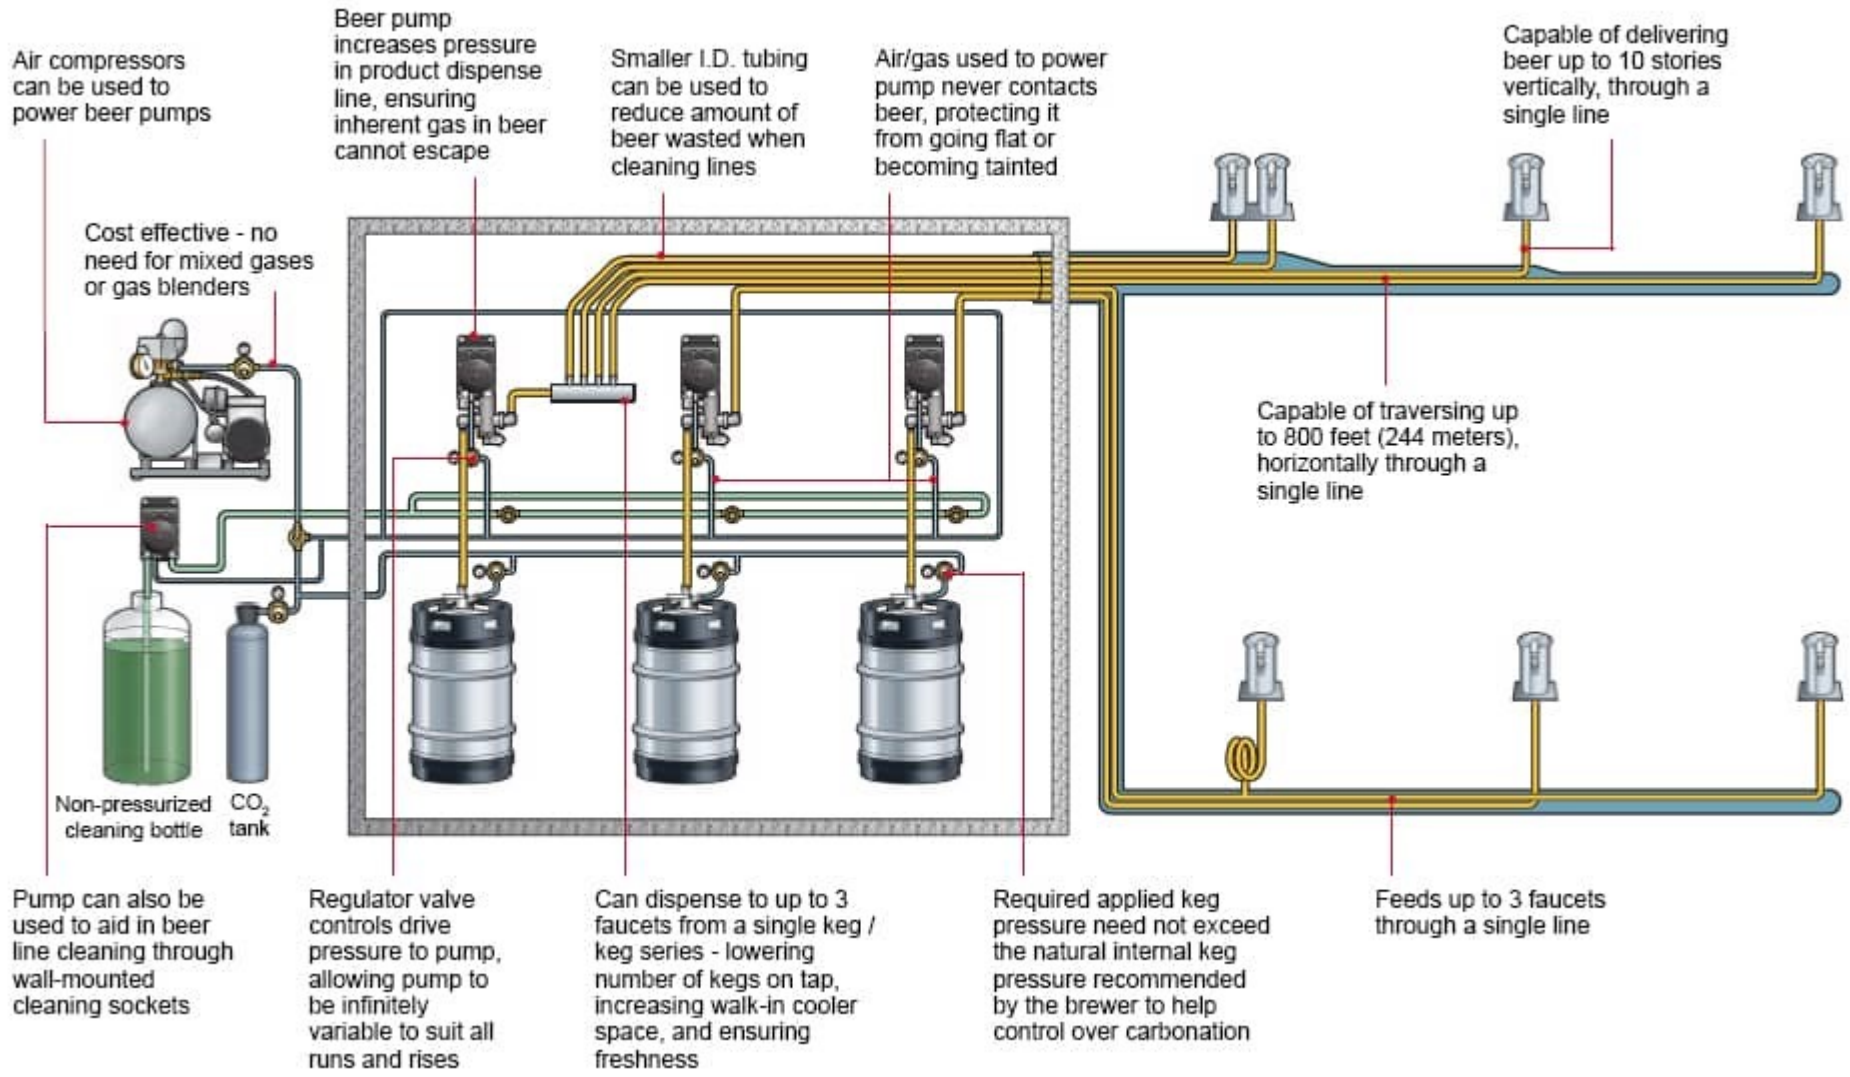 Air compressors
can be used to
power beer pumps
Beer pump
increases pressure
in product dispense
line, ensuring
inherent gas in beer
cannot escape
Smaller I.D. tubing
can be used to
reduce amount of
beer wasted when
cleaning lines
Air/gas used to power
pump never contacts
beer, protecting it
from going flat or
becoming tainted
Capable of delivering
beer up to 10 stories
vertically, through a
single line
Cost effective - no
need for mixed gases
or gas blenders
Capable of traversing up
to 800 feet (244 meters),
horizontally through a
single line
Non-pressurized
cleaning bottle
CO₂
tank
Pump can also be
used to aid in beer
line cleaning through
wall-mounted
cleaning sockets
Regulator valve
controls drive
pressure to pump,
allowing pump to
be infinitely
variable to suit all
runs and rises
Can dispense to up to 3
faucets from a single keg /
keg series - lowering
number of kegs on tap,
increasing walk-in cooler
space, and ensuring
freshness
Required applied keg
pressure need not exceed
the natural internal keg
pressure recommended
by the brewer to help
control over carbonation
Feeds up to 3 faucets
through a single line